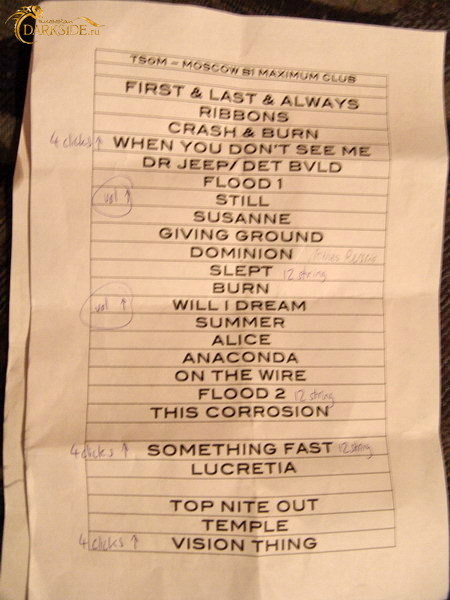 DARKSIDE.ru
TSOM - MOSCOW B1 MAXIMUM CLUB
FIRST & LAST & ALWAYS
RIBBONS
CRASH & BURN
4 clicks ↑ WHEN YOU DON'T SEE ME
DR JEEP/ DET BVLD
FLOOD 1
vol ↑ STILL
SUSANNE
GIVING GROUND
DOMINION
SLEPT 12 string
BURN
vol ↑ WILL I DREAM
SUMMER
ALICE
ANACONDA
ON THE WIRE
FLOOD 2 12 string
THIS CORROSION
4 clicks ↑ SOMETHING FAST 12 string
LUCRETIA
TOP NITE OUT
TEMPLE
4 clicks ↑ VISION THING